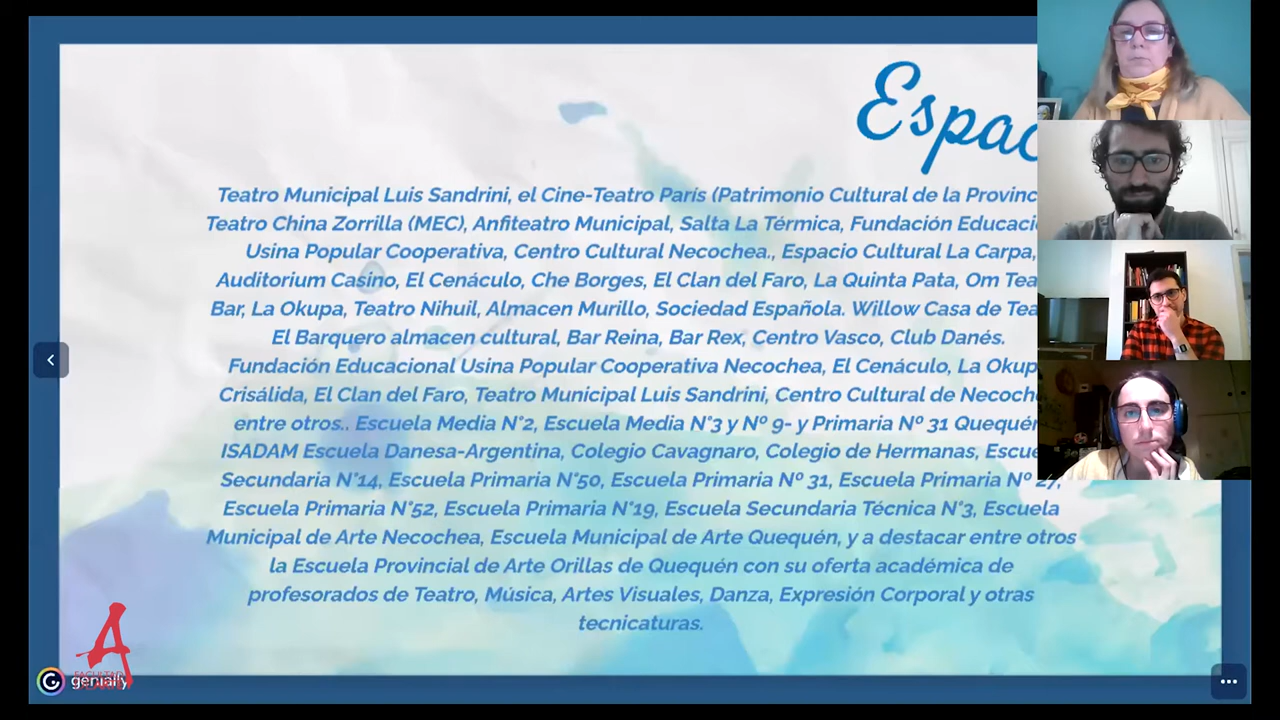 Espac
Teatro Municipal Luis Sandrini, el Cine-Teatro París (Patrimonio Cultural de la Provinc
Teatro China Zorrilla (MEC), Anfiteatro Municipal, Salta La Térmica, Fundación Educacio
Usina Popular Cooperativa, Centro Cultural Necochea., Espacio Cultural La Carpa,
Auditorium Casino, El Cenáculo, Che Borges, El Clan del Faro, La Quinta Pata, Om Tea
Bar, La Okupa, Teatro Nihuil, Almacen Murillo, Sociedad Española. Willow Casa de Tea
El Barquero almacen cultural, Bar Reina, Bar Rex, Centro Vasco, Club Danés.
Fundación Educacional Usina Popular Cooperativa Necochea, El Cenáculo, La Okup
Crisálida, El Clan del Faro, Teatro Municipal Luis Sandrini, Centro Cultural de Necoche
entre otros.. Escuela Media N°2, Escuela Media N°3 y Nº 9- y Primaria Nº 31 Quequén
ISADAM Escuela Danesa-Argentina, Colegio Cavagnaro, Colegio de Hermanas, Escue
Secundaria N°14, Escuela Primaria N°50, Escuela Primaria Nº 31, Escuela Primaria Nº 27,
Escuela Primaria N°52, Escuela Primaria N°19, Escuela Secundaria Técnica N°3, Escuela
Municipal de Arte Necochea, Escuela Municipal de Arte Quequén, y a destacar entre otros
la Escuela Provincial de Arte Orillas de Quequén con su oferta académica de
profesorados de Teatro, Música, Artes Visuales, Danza, Expresión Corporal y otras
tecnicaturas.
A
genially